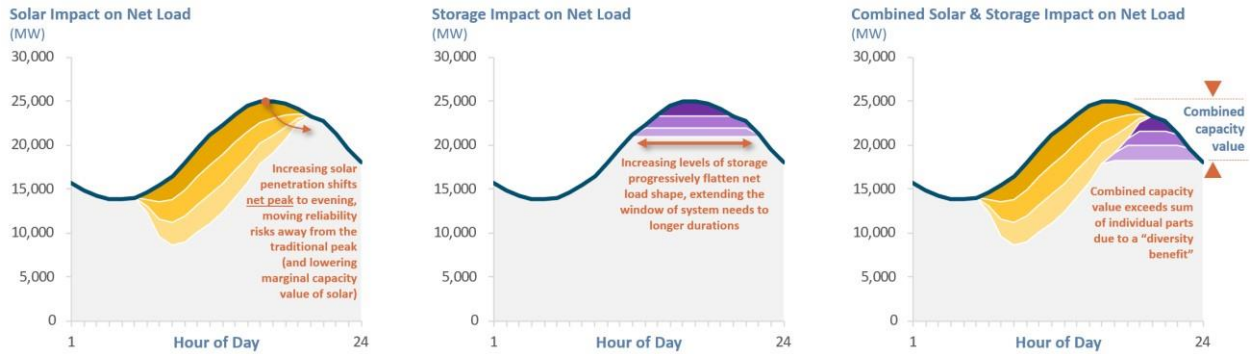 Solar Impact on Net Load
(MW)
30,000
25,000
20,000
15,000
10,000
5,000
0
1
Hour of Day
24
Increasing solar
penetration shifts
net peak to evening,
moving reliability
risks away from the
traditional peak
(and lowering
marginal capacity
value of solar)
Storage Impact on Net Load
(MW)
30,000
25,000
20,000
15,000
10,000
5,000
0
1
Hour of Day
24
Increasing levels of storage
progressively flatten net
load shape, extending the
window of system needs to
longer durations
Combined Solar & Storage Impact on Net Load
(MW)
30,000
25,000
20,000
15,000
10,000
5,000
0
1
Hour of Day
24
Combined
capacity
value
Combined capacity
value exceeds sum
of individual parts
due to a “diversity
benefit”